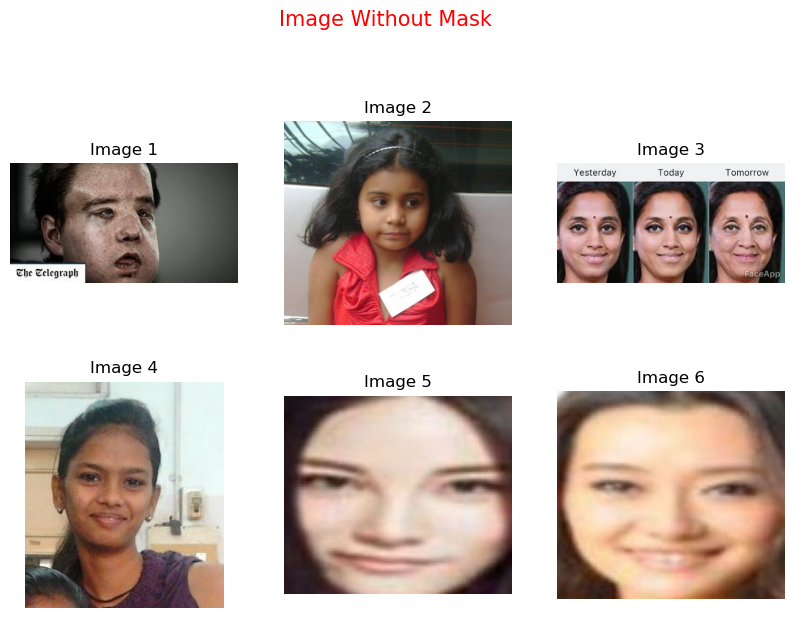 Image Without Mask
Image 1
Image 2
Image 3
The Telegraph
Yesterday
Today
Tomorrow
FaceApp
Image 4
Image 5
Image 6